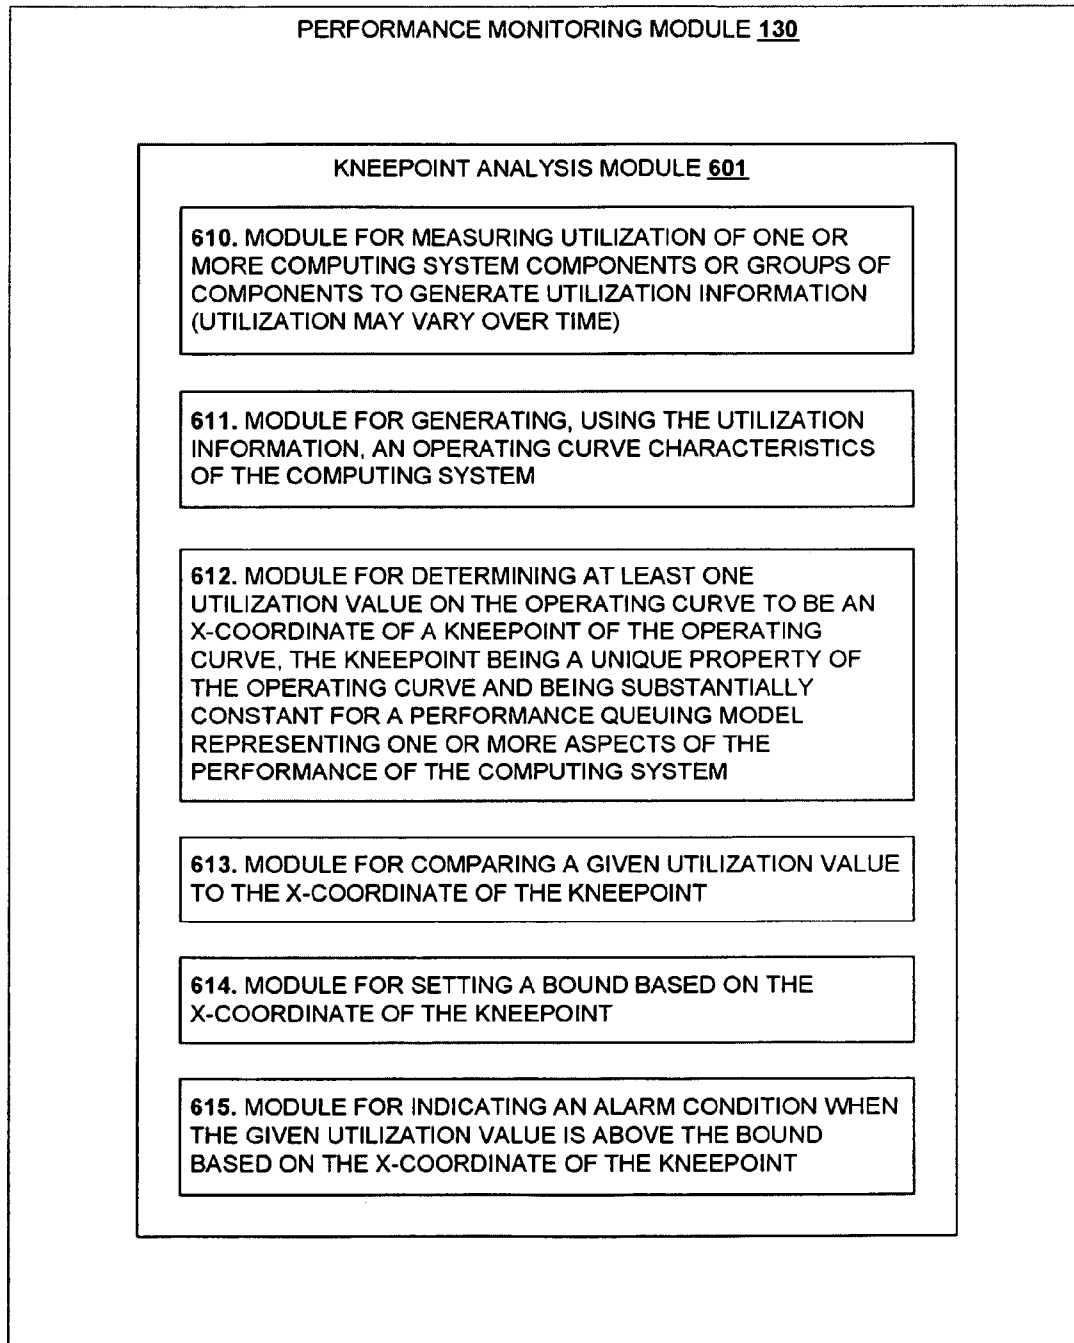 PERFORMANCE MONITORING MODULE 130
KNEEPOINT ANALYSIS MODULE 601
610. MODULE FOR MEASURING UTILIZATION OF ONE OR
MORE COMPUTING SYSTEM COMPONENTS OR GROUPS OF
COMPONENTS TO GENERATE UTILIZATION INFORMATION
(UTILIZATION MAY VARY OVER TIME)
611. MODULE FOR GENERATING, USING THE UTILIZATION
INFORMATION, AN OPERATING CURVE CHARACTERISTICS
OF THE COMPUTING SYSTEM
612. MODULE FOR DETERMINING AT LEAST ONE
UTILIZATION VALUE ON THE OPERATING CURVE TO BE AN
X-COORDINATE OF A KNEEPOINT OF THE OPERATING
CURVE, THE KNEEPOINT BEING A UNIQUE PROPERTY OF
THE OPERATING CURVE AND BEING SUBSTANTIALLY
CONSTANT FOR A PERFORMANCE QUEUING MODEL
REPRESENTING ONE OR MORE ASPECTS OF THE
PERFORMANCE OF THE COMPUTING SYSTEM
613. MODULE FOR COMPARING A GIVEN UTILIZATION VALUE
TO THE X-COORDINATE OF THE KNEEPOINT
614. MODULE FOR SETTING A BOUND BASED ON THE
X-COORDINATE OF THE KNEEPOINT
615. MODULE FOR INDICATING AN ALARM CONDITION WHEN
THE GIVEN UTILIZATION VALUE IS ABOVE THE BOUND
BASED ON THE X-COORDINATE OF THE KNEEPOINT